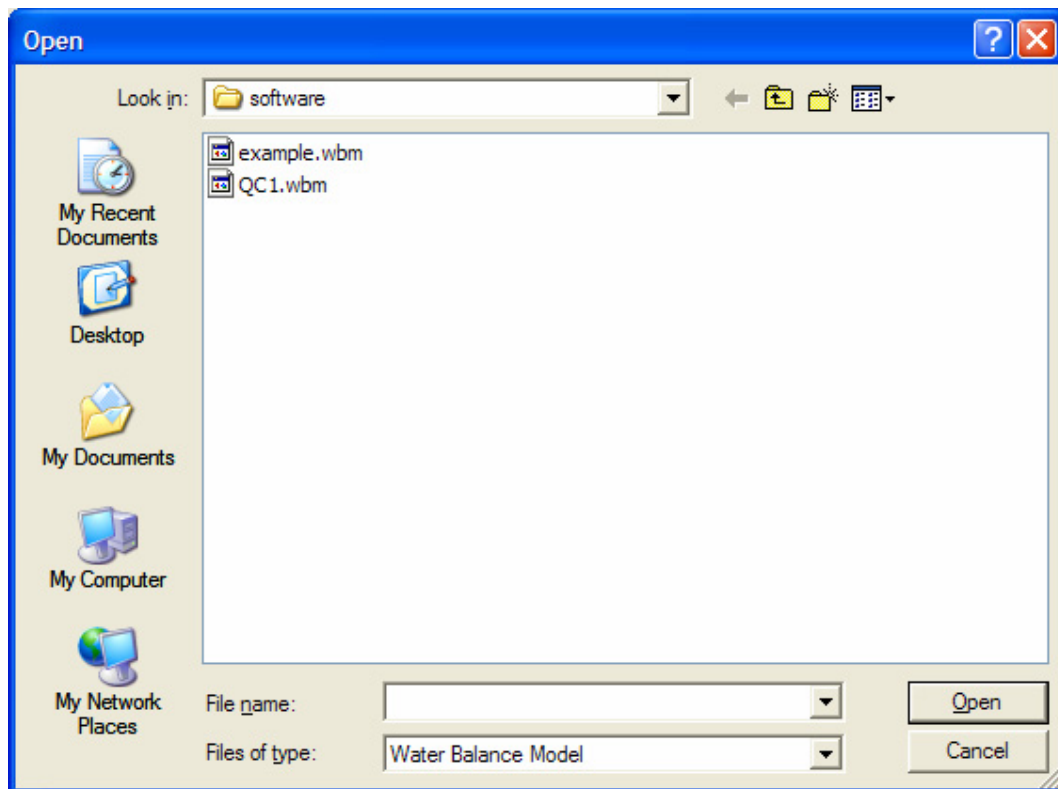 Open
Look in:
software
example.wbm
QC1.wbm
My Recent
Documents
Desktop
My Documents
My Computer
My Network
Places
File name:
Open
Files of type:
Water Balance Model
Cancel